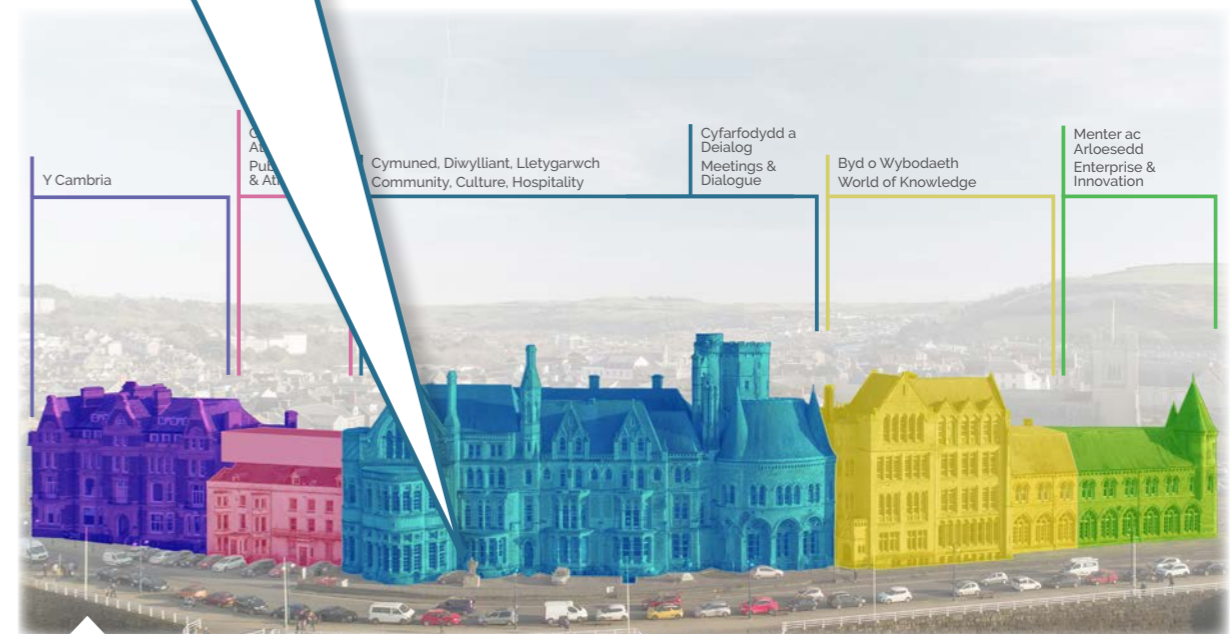 Y Cambria
& At
Cymuned, Diwylliant, Lletygarwch
Community, Culture, Hospitality
Cyfarfodydd a
Deialog
Meetings &
Dialogue
Byd o Wybodaeth
World of Knowledge
Menter ac
Arloesedd
Enterprise &
Innovation